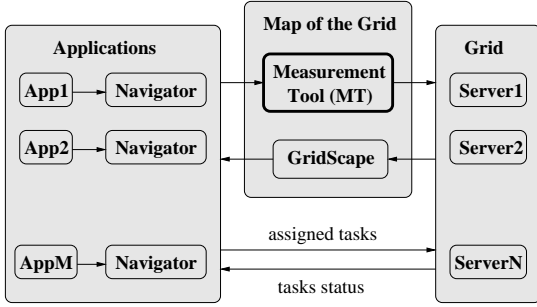 Map of the Grid
Applications
Grid
Measurement
Tool (MT)
App1
Navigator
Server1
App2
Navigator
GridScape
Server2
assigned tasks
AppM
Navigator
ServerN
tasks status